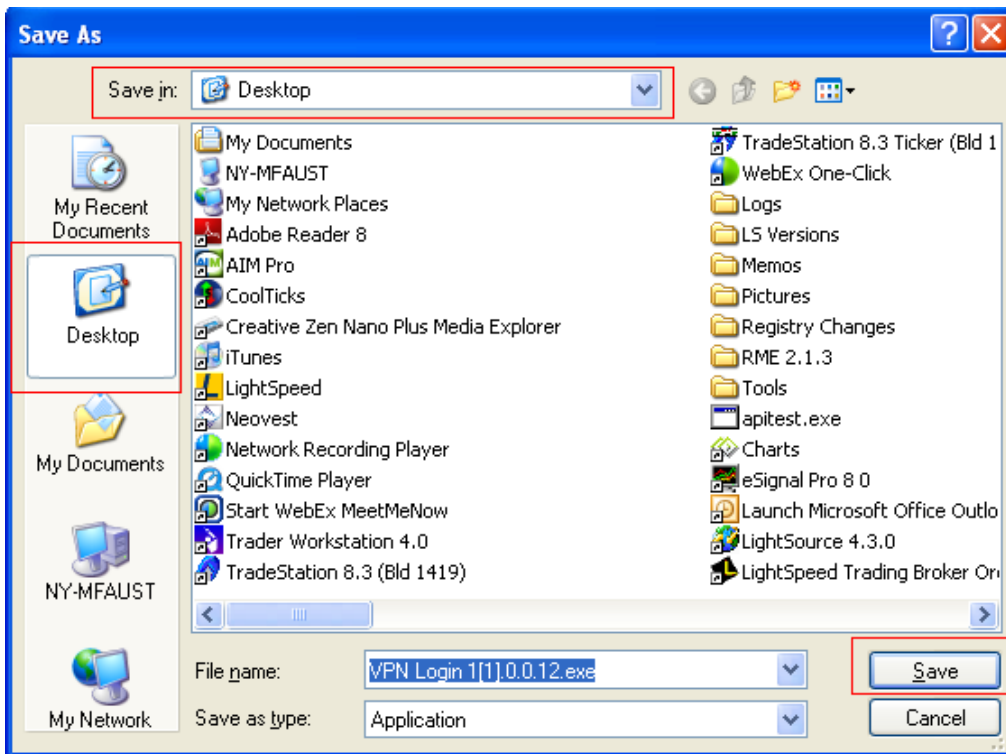 Save As
Save in:
Desktop
My Recent
Documents
Desktop
My Documents
NY-MFAUST
My Network
My Documents
NY-MFAUST
My Network Places
Adobe Reader 8
AIM Pro
CoolTicks
Creative Zen Nano Plus Media Explorer
iTunes
LightSpeed
Neovest
Network Recording Player
QuickTime Player
Start WebEx MeetMeNow
Trader Workstation 4.0
TradeStation 8.3 (Bld 1419)
TradeStation 8.3 Ticker (Bld 1
WebEx One-Click
Logs
LS Versions
Memos
Pictures
Registry Changes
RME 2.1.3
Tools
apitest.exe
Charts
eSignal Pro 8 0
Launch Microsoft Office Outlo
LightSource 4.3.0
LightSpeed Trading Broker Ord
File name:
VPN Login 1[1].0.0.12.exe
Save
Save as type:
Application
Cancel